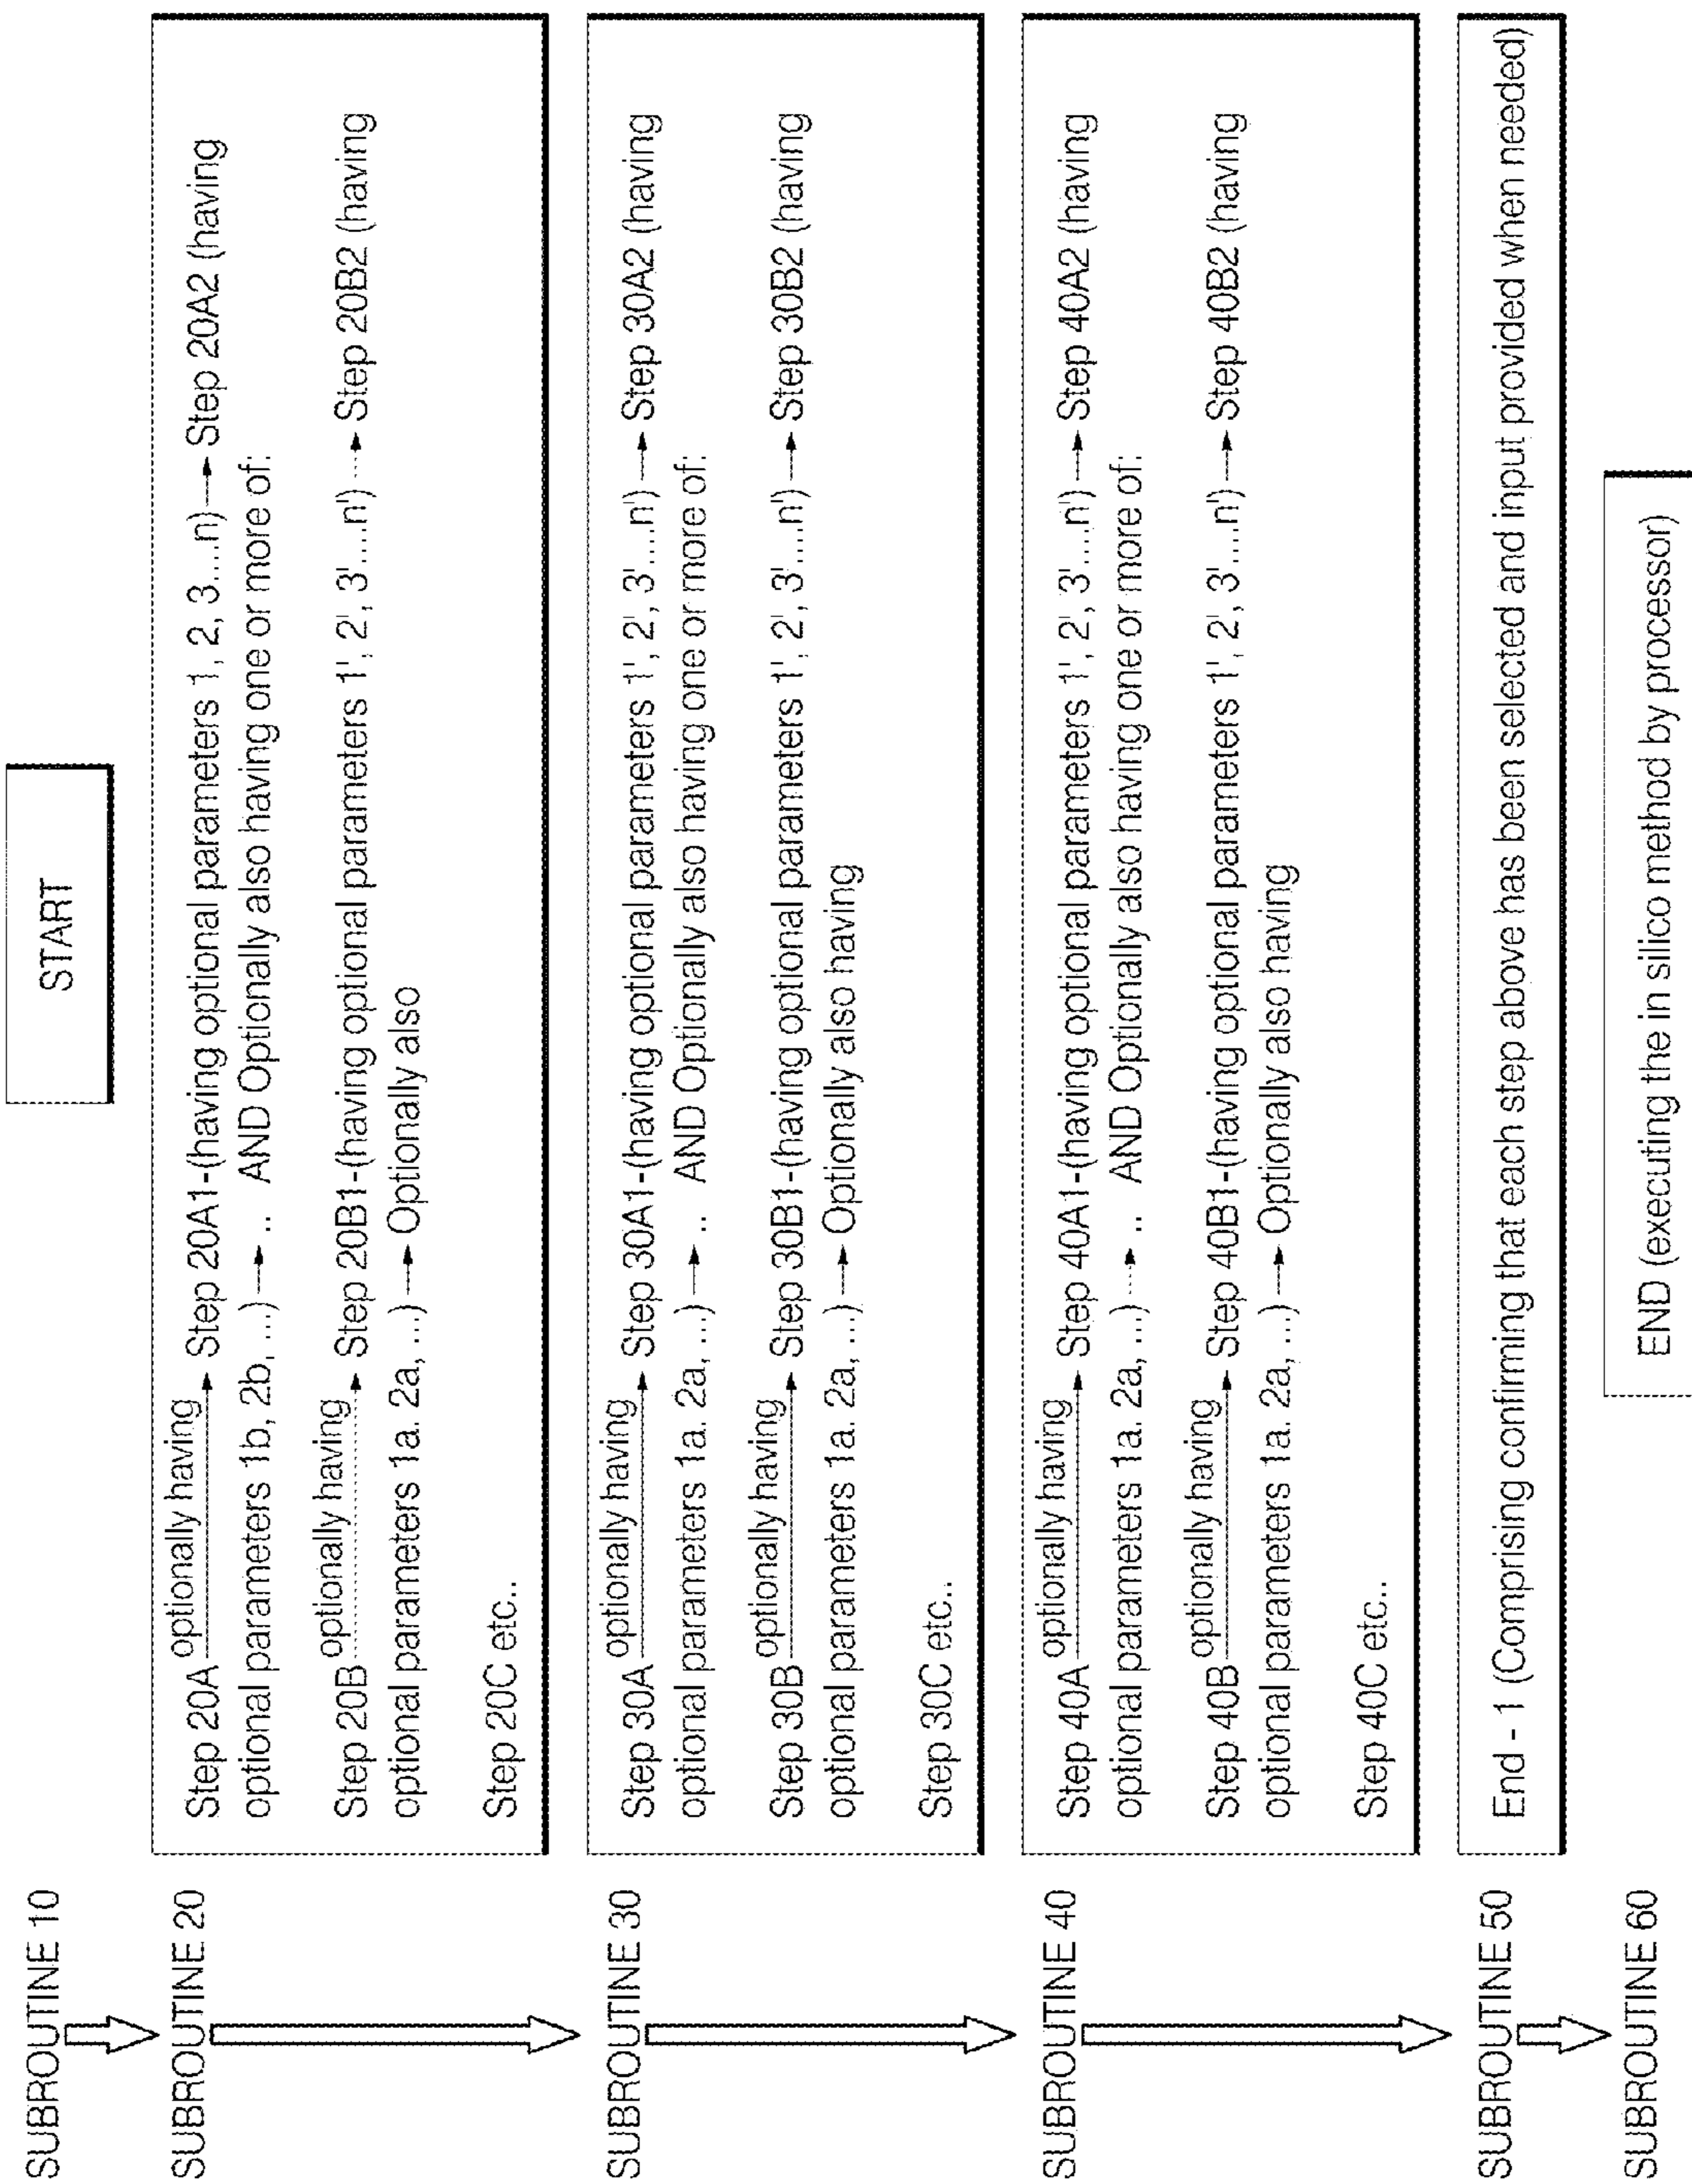 SUBROUTINE 10
START
SUBROUTINE 20
Step 20A optionally having Step 20A1-(having optional parameters 1, 2, 3....n) Step 20A2 (having
optional parameters 1b, 2b, ...) .. AND Optionally also having one or more of:
Step 20B optionally having Step 20B1-(having optional parameters 1', 2', 3'....n') Step 20B2 (having
optional parameters 1a. 2a, ...) Optionally also
Step 20C etc..
SUBROUTINE 30
Step 30A optionally having Step 30A1-(having optional parameters 1', 2', 3'....n') Step 30A2 (having
optional parameters 1a. 2a, ...) .. AND Optionally also having one or more of:
Step 30B optionally having Step 30B1-(having optional parameters 1', 2', 3'....n') Step 30B2 (having
optional parameters 1a. 2a, ...) Optionally also having
Step 30C etc..
SUBROUTINE 40
Step 40A optionally having Step 40A1-(having optional parameters 1', 2', 3'....n') Step 40A2 (having
optional parameters 1a. 2a, ...) .. AND Optionally also having one or more of:
Step 40B optionally having Step 40B1-(having optional parameters 1', 2', 3'....n') Step 40B2 (having
optional parameters 1a. 2a, ...) Optionally also having
Step 40C etc..
SUBROUTINE 50
End - 1 (Comprising confirming that each step above has been selected and input provided when needed)
SUBROUTINE 60
END (executing the in silico method by processor)